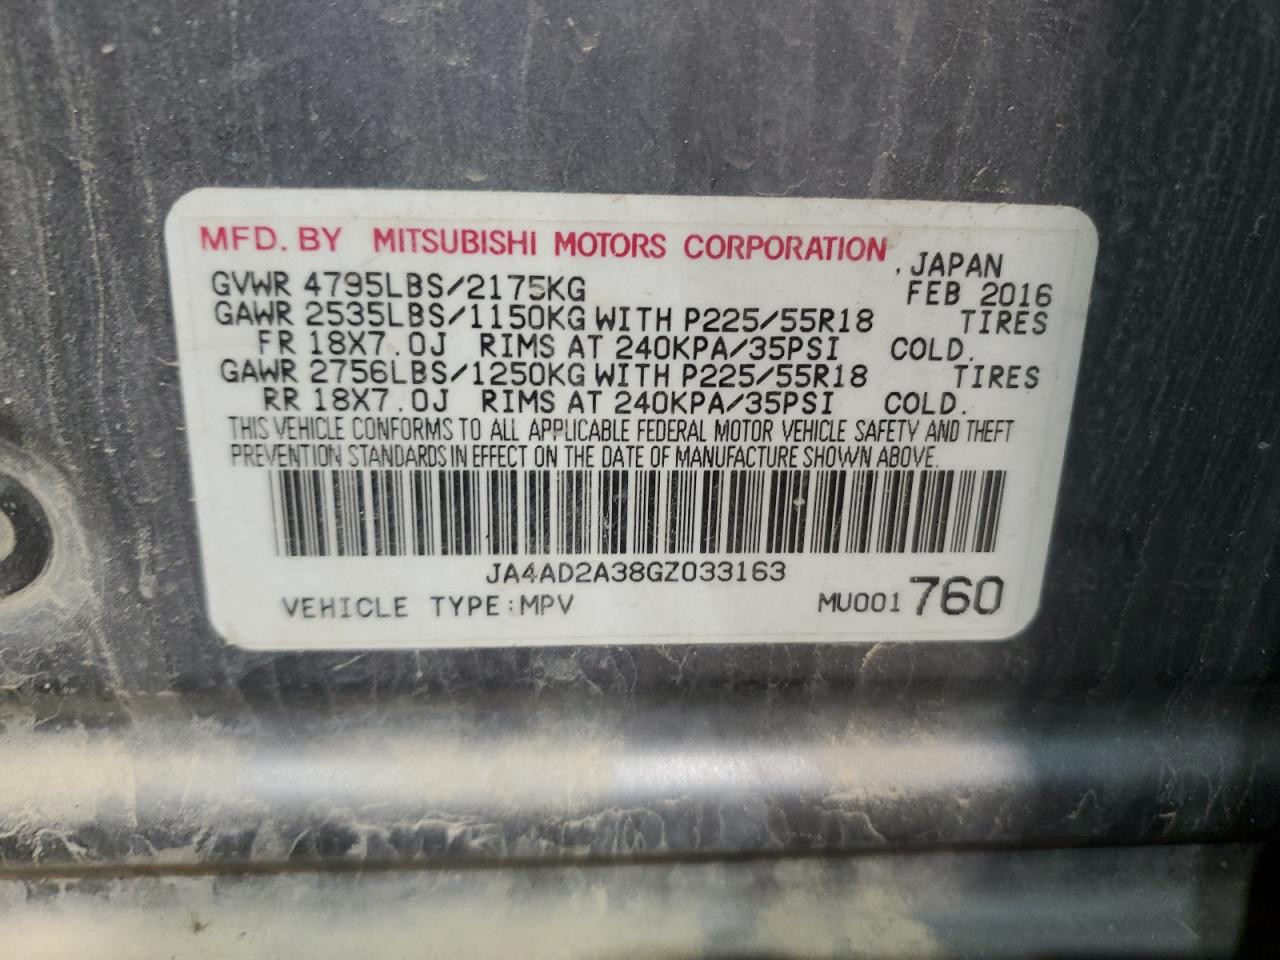 MFD. BY MITSUBISHI MOTORS CORPORATION, JAPAN
GVWR 4795LBS/2175KG FEB 2016
GAWR 2535LBS/1150KG WITH P225/55R18 TIRES
FR 18X7.0J RIMS AT 240KPA/35PSI COLD.
GAWR 2756LBS/1250KG WITH P225/55R18 TIRES
RR 18X7.0J RIMS AT 240KPA/35PSI COLD.
THIS VEHICLE CONFORMS TO ALL APPLICABLE FEDERAL MOTOR VEHICLE SAFETY AND THEFT
PREVENTION STANDARDS IN EFFECT ON THE DATE OF MANUFACTURE SHOWN ABOVE.
JA4AD2A38GZ033163
VEHICLE TYPE:MPV MU001 760